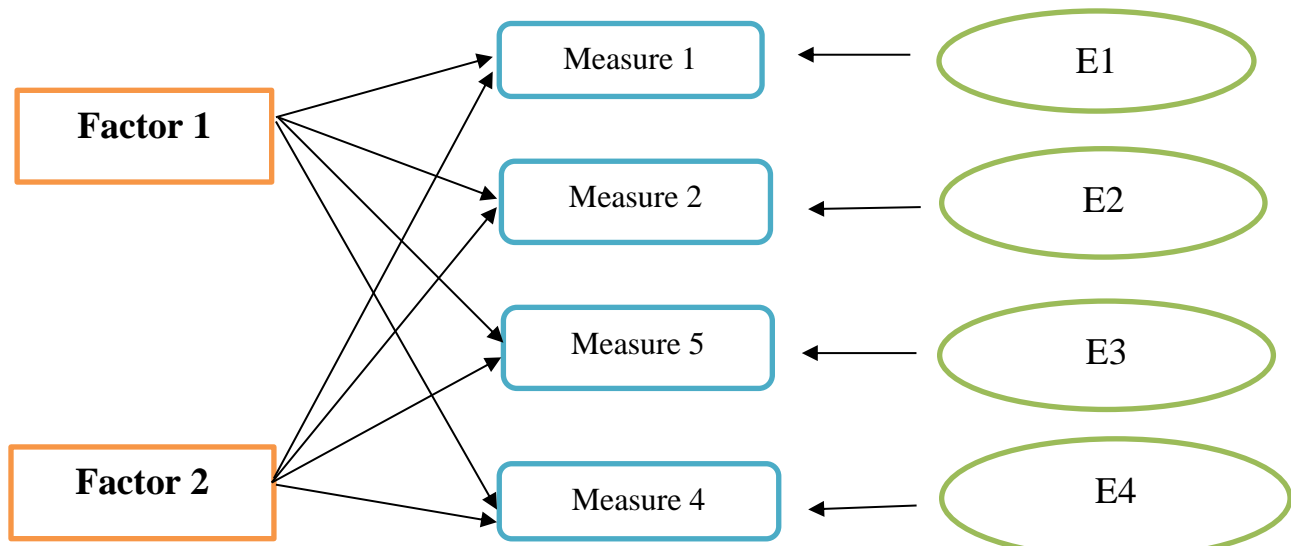 Measure 1
E1
Factor 1
Measure 2
E2
Measure 5
E3
Factor 2
Measure 4
E4